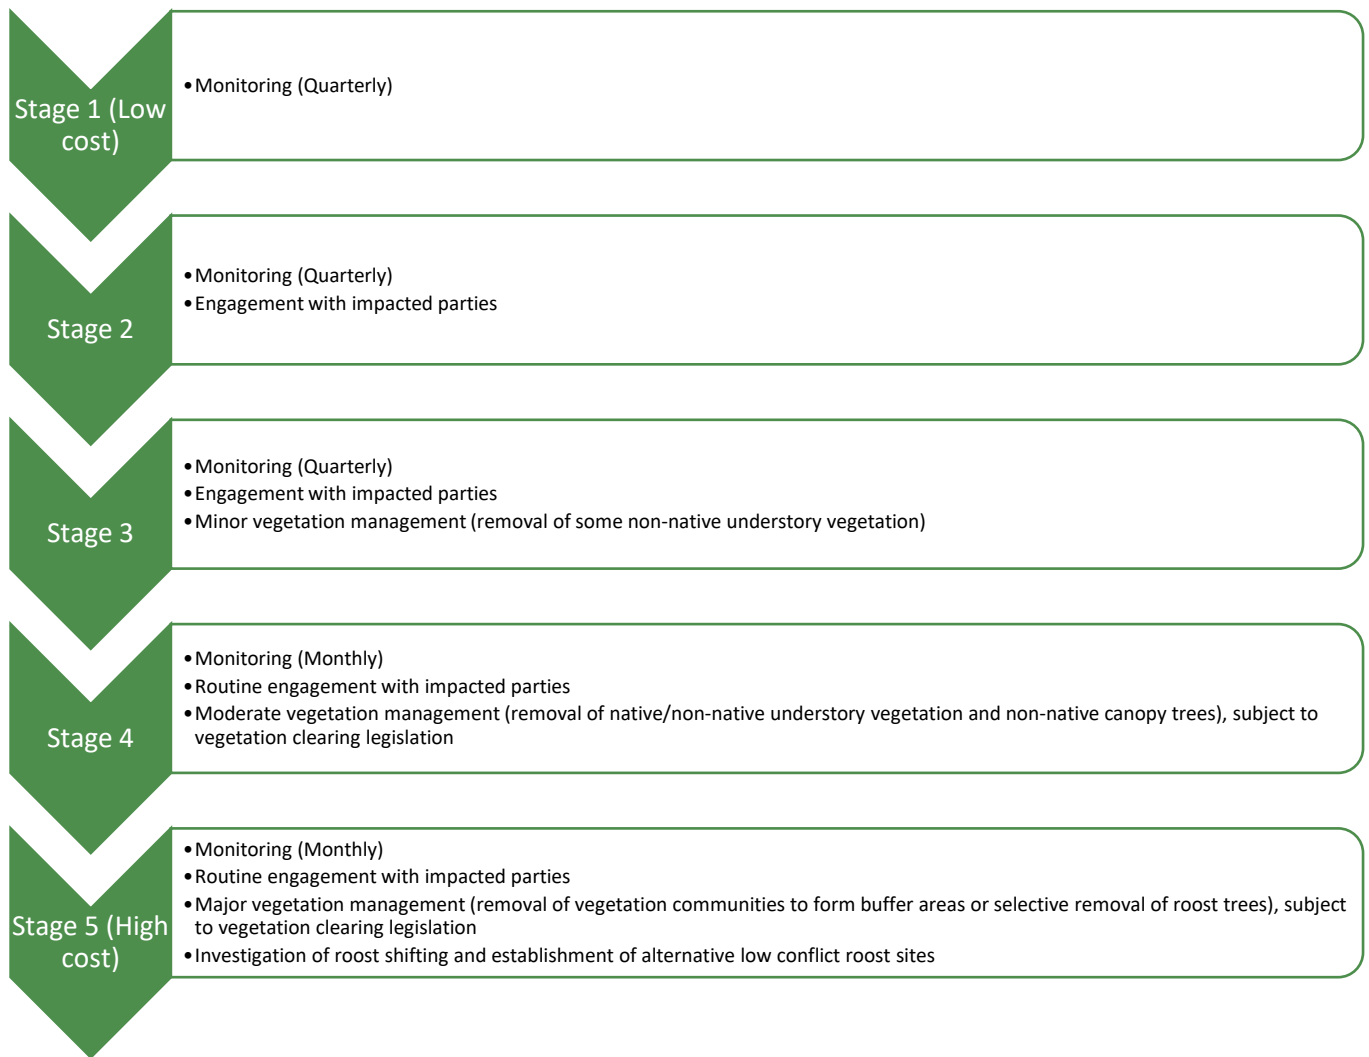 Stage 1 (Low
cost)
•Monitoring (Quarterly)
Stage 2
•Monitoring (Quarterly)
•Engagement with impacted parties
Stage 3
•Monitoring (Quarterly)
•Engagement with impacted parties
•Minor vegetation management (removal of some non-native understory vegetation)
Stage 4
•Monitoring (Monthly)
•Routine engagement with impacted parties
•Moderate vegetation management (removal of native/non-native understory vegetation and non-native canopy trees), subject to
vegetation clearing legislation
Stage 5 (High
cost)
•Monitoring (Monthly)
•Routine engagement with impacted parties
•Major vegetation management (removal of vegetation communities to form buffer areas or selective removal of roost trees), subject
to vegetation clearing legislation
•Investigation of roost shifting and establishment of alternative low conflict roost sites